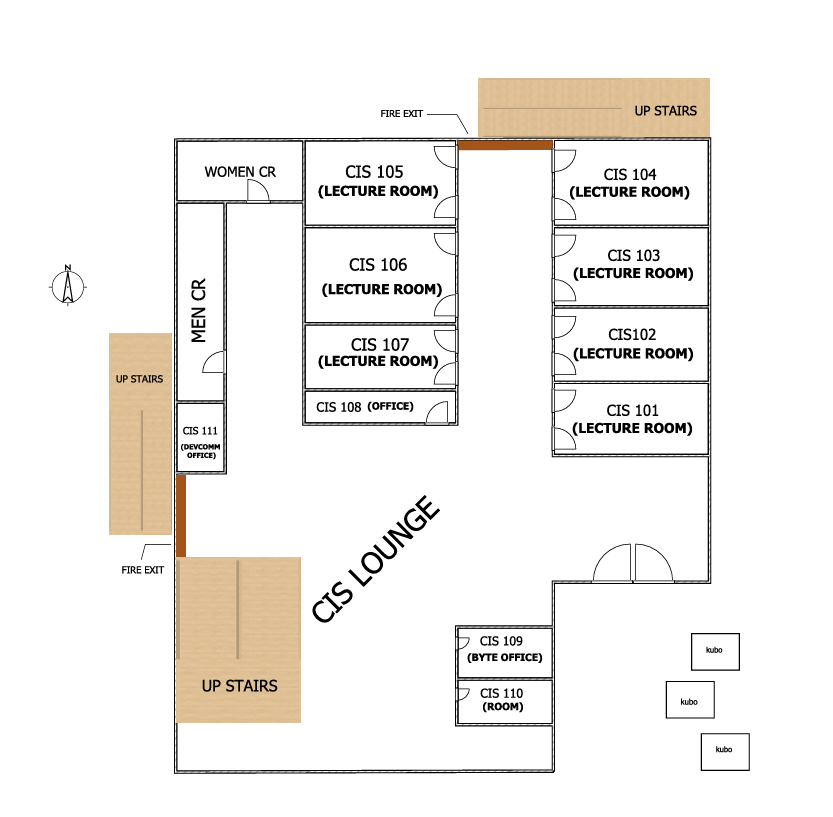 FIRE EXIT
UP STAIRS
WOMEN CR
CIS 105
(LECTURE ROOM)
CIS 104
(LECTURE ROOM)
N
MEN CR
CIS 106
(LECTURE ROOM)
CIS 103
(LECTURE ROOM)
CIS 107
(LECTURE ROOM)
CIS102
(LECTURE ROOM)
UP STAIRS
CIS 108 (OFFICE)
CIS 101
(LECTURE ROOM)
CIS 111
(DEVCOMM
OFFICE)
CIS LOUNGE
FIRE EXIT
UP STAIRS
CIS 109
(BYTE OFFICE)
CIS 110
(ROOM)
kubo
kubo
kubo